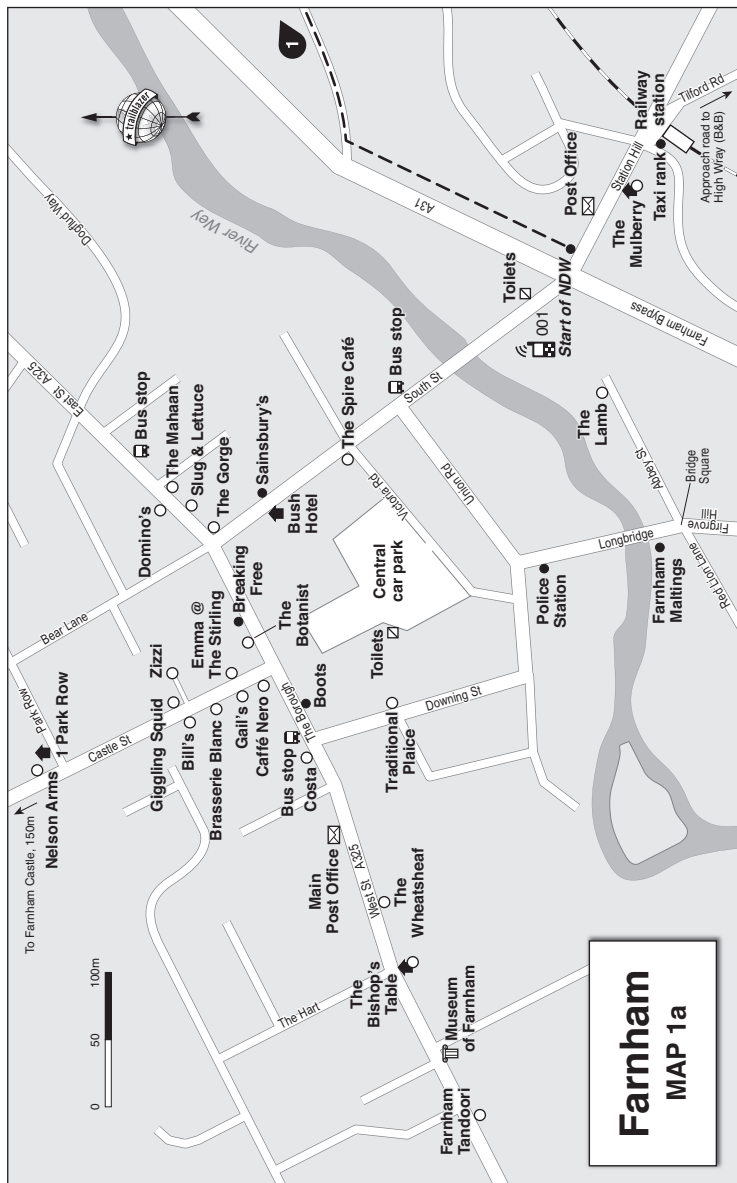 Farnham
MAP 1a
0
50
100m
To Farnham Castle, 150m
Nelson Arms
1 Park Row
Park Row
Castle St
Bear Lane
Giggling Squid
Zizzi
Bill's
Brasserie Blanc
Emma @
The Stirling
Gail's
Caffé Nero
Breaking
Free
The
Botanist
The Borough
Boots
Bus stop
Costa
Main
Post Office
West St A325
The
Wheatsheaf
The Hart
The
Bishop's
Table
Museum
of Farnham
Farnham
Tandoori
Traditional
Plaice
Downing St
Toilets
Central
car park
Victoria Rd
Union Rd
Police
Station
Longbridge
Farnham
Maltings
Red Lion Lane
Firgrove
Hill
Bridge
Square
Abbey St
The
Lamb
Domino's
The Mahaan
Slug & Lettuce
The Gorge
Bus stop
East St A325
Dogflud Way
Sainsbury's
Bush
Hotel
The Spire Café
Bus stop
South St
River Wey
★ trailblazer
1
A31
Toilets
001
Start of NDW
Farnham Bypass
Post Office
Station Hill
The
Mulberry
Taxi rank
Railway
station
Tilford Rd
Approach road to
High Wray (B&B)